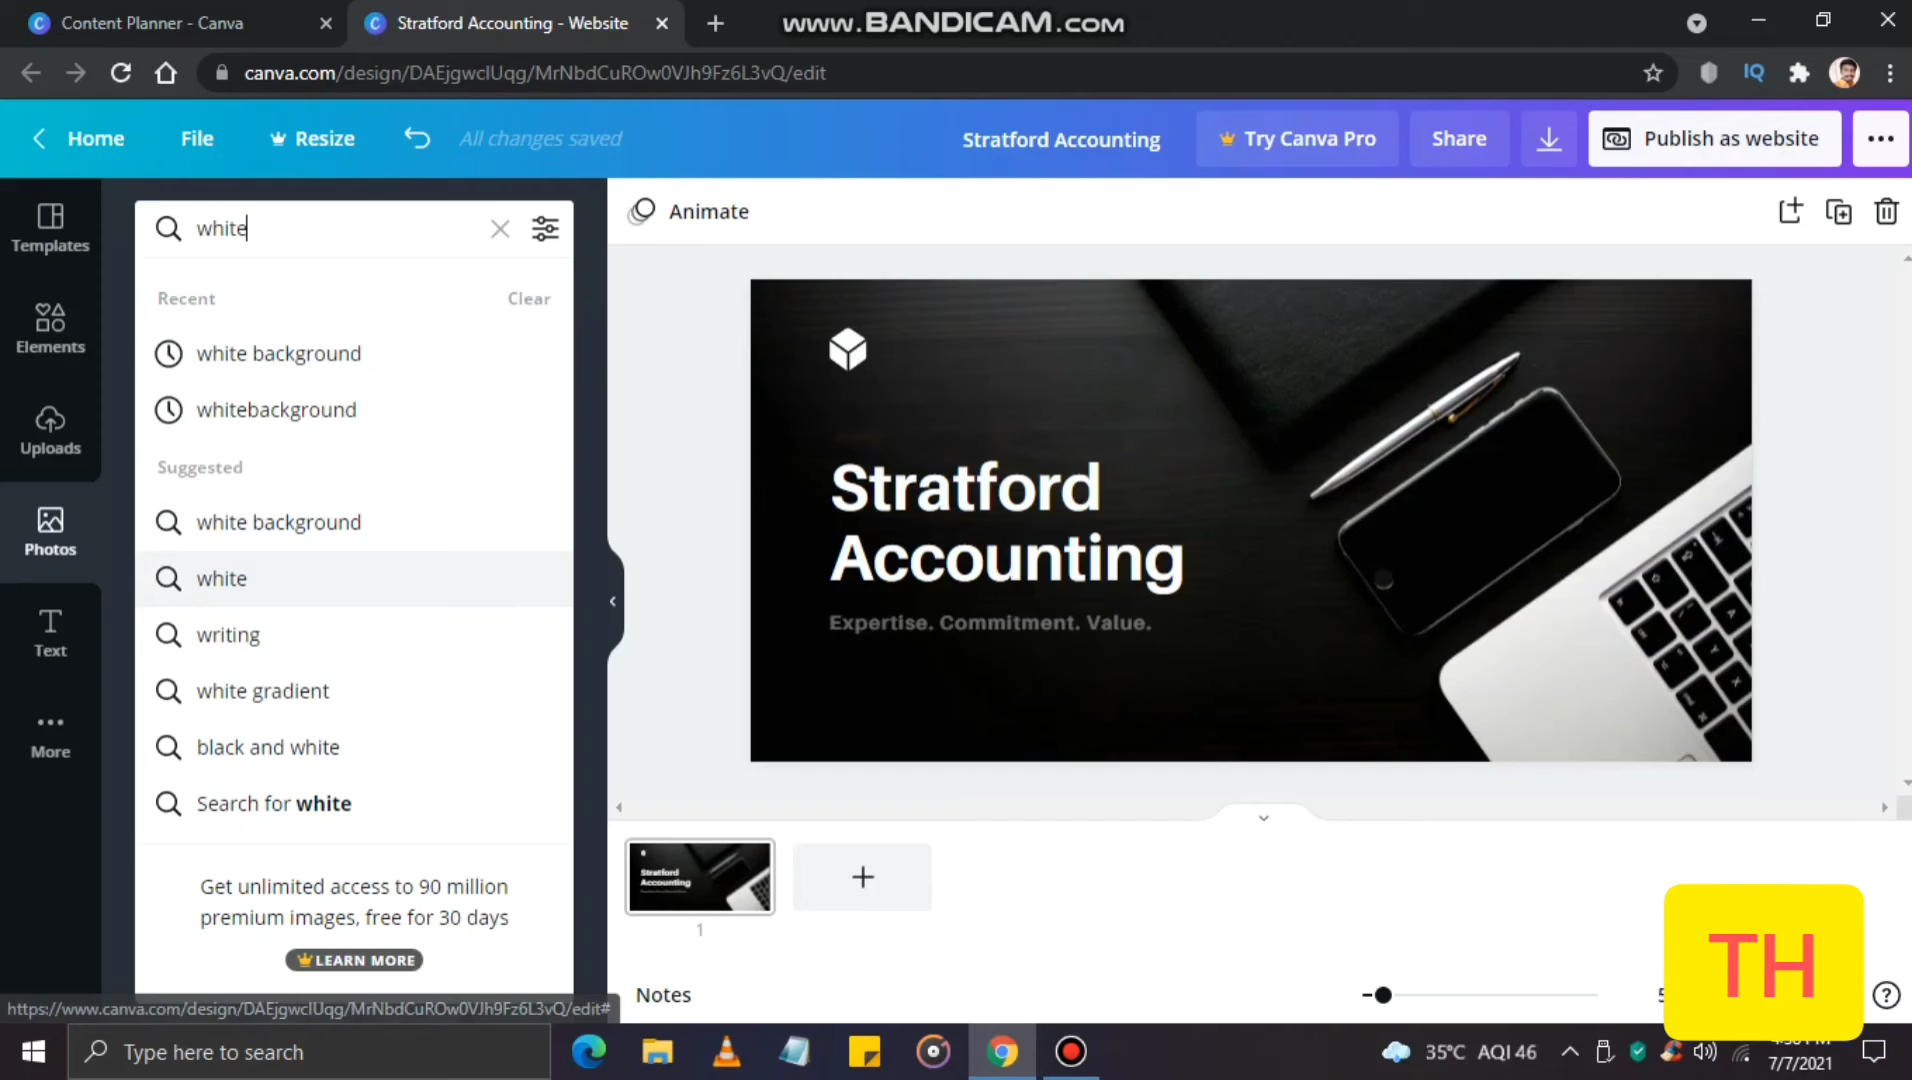 Content Planner - Canva
Stratford Accounting - Website
www.BANDICAM.com
canva.com/design/DAEjgwcIUqg/MrNbdCuROw0VJh9Fz6L3vQ/edit
IQ
Home
File
Resize
All changes saved
Stratford Accounting
Try Canva Pro
Share
Publish as website
Templates
Elements
Uploads
Photos
Text
More
white
Recent
Clear
white background
whitebackground
Suggested
white background
white
writing
white gradient
black and white
Search for white
Get unlimited access to 90 million
premium images, free for 30 days
LEARN MORE
Animate
Stratford
Accounting
Expertise. Commitment. Value.
Stratford
Accounting
1
Notes
TH
https://www.canva.com/design/DAEjgwcIUqg/MrNbdCuROw0VJh9Fz6L3vQ/edit#
Type here to search
35°C AQI 46
7/7/2021